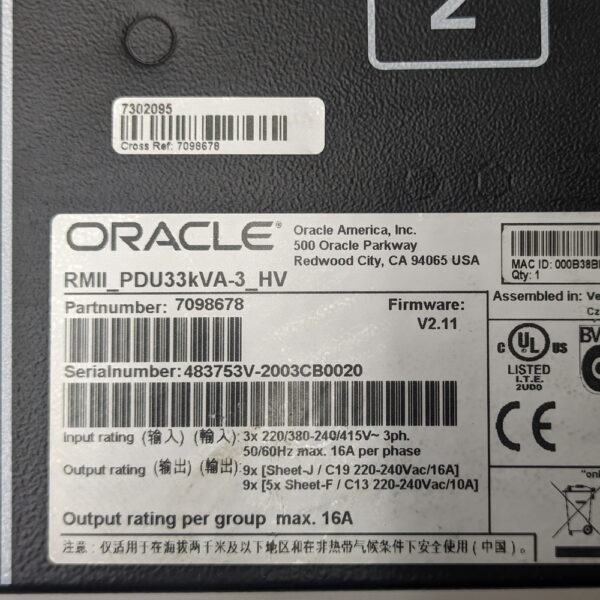 2
7302095
Cross Ref: 7098678
ORACLE®
Oracle America, Inc.
500 Oracle Parkway
Redwood City, CA 94065 USA
RMII_PDU33kVA-3_HV
MAC ID: 000B38B
Qty: 1
Partnumber: 7098678
Firmware:
V2.11
Assembled in:
Serialnumber: 483753V-2003CB0020
C UL US
LISTED
I.T.E.
2UD0
CE
Input rating (输入) (輸入) : 3x 220/380-240/415V~ 3ph.
50/60Hz max. 16A per phase
Output rating (输出) (輸出) : 9x [Sheet-J / C19 220-240Vac/16A]
9x [5x Sheet-F / C13 220-240Vac/10A]
Output rating per group max. 16A
注意：仅适用于在海拔两千米及以下地区和在非热带气候条件下安全使用（中国）。